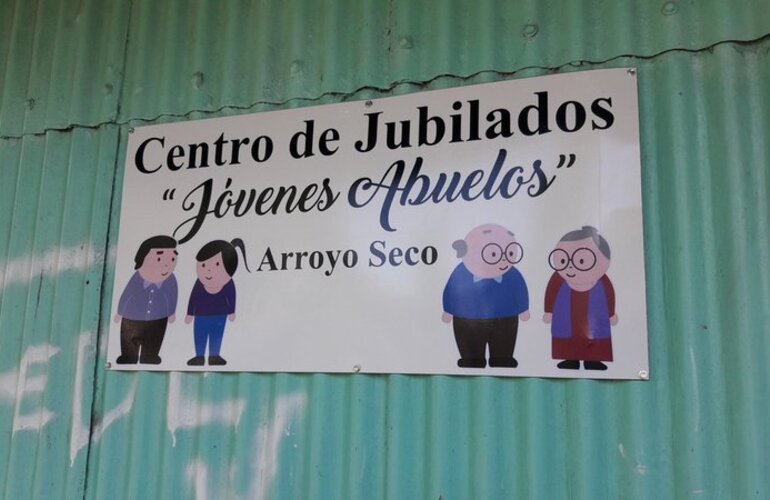 Centro de Jubilados
“Jóvenes Abuelos”
Arroyo Seco